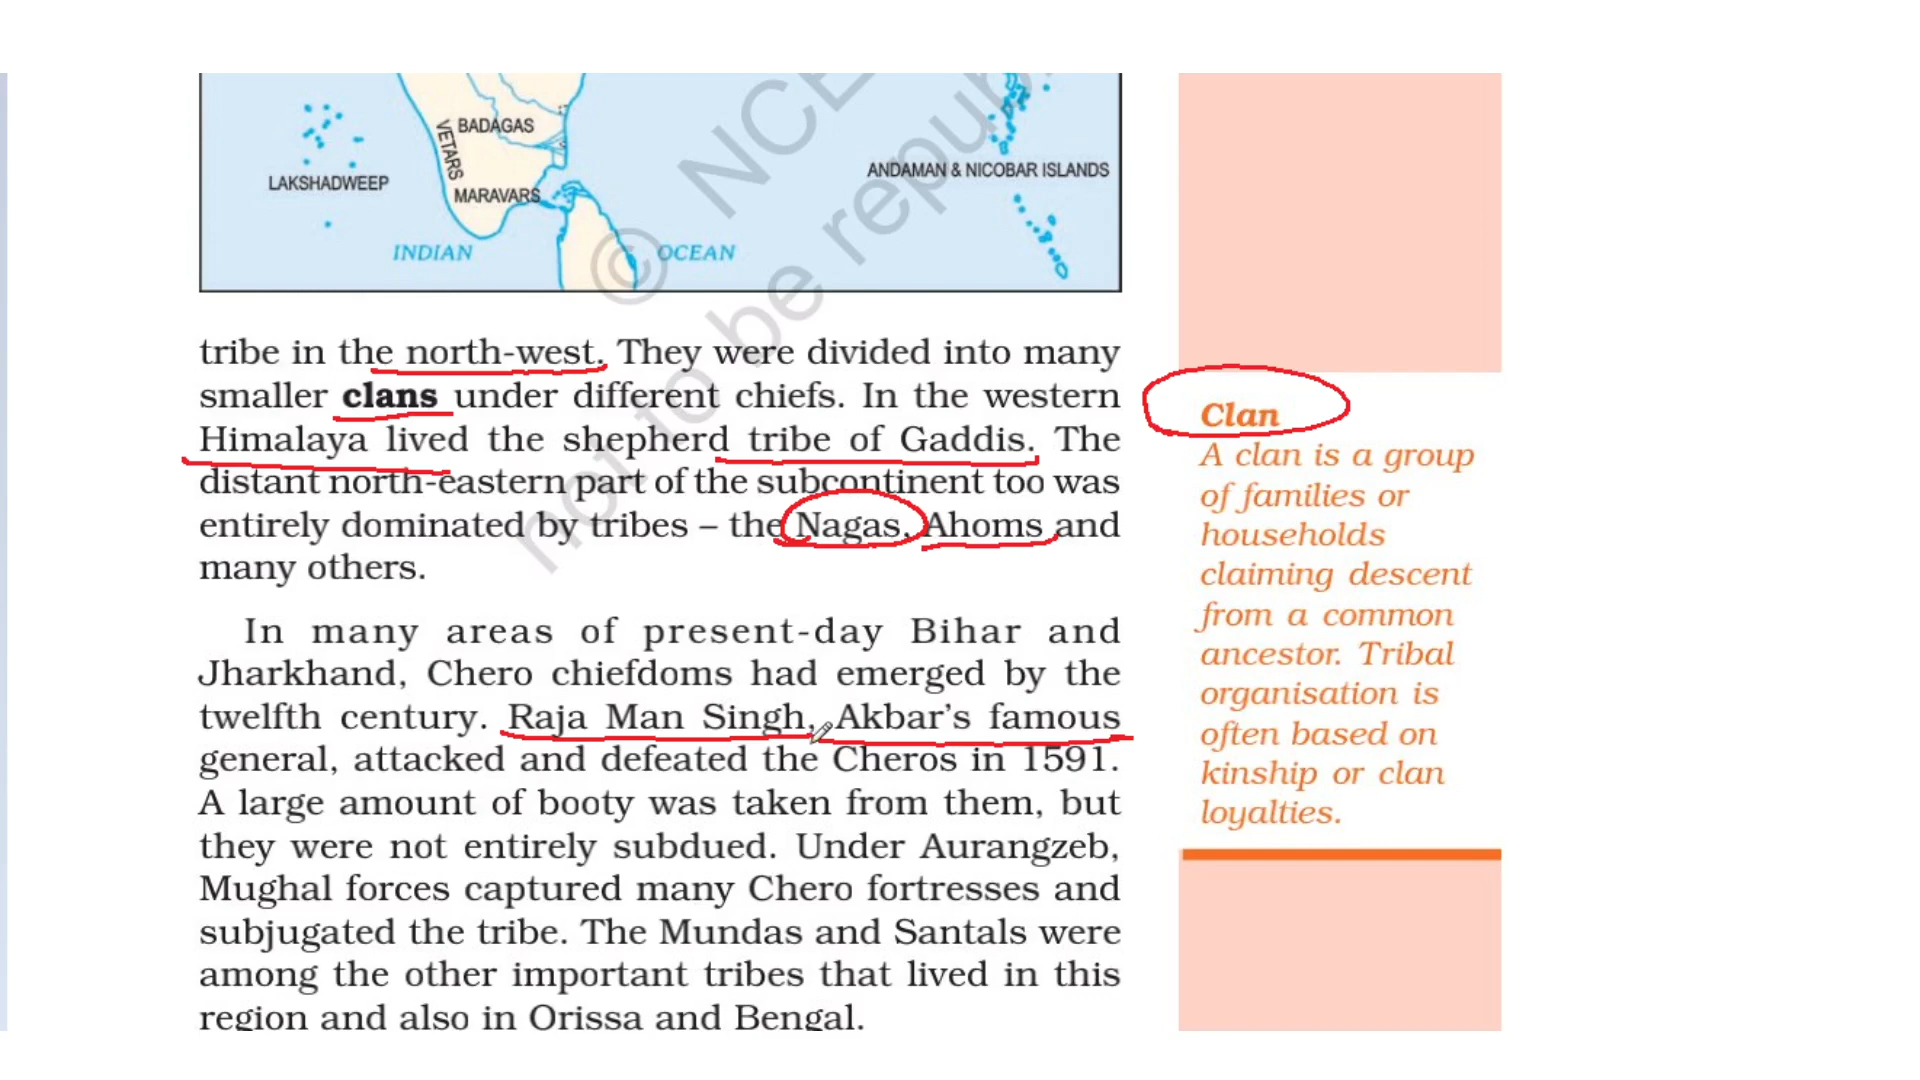 BADAGAS
VETARS
MARAVARS
LAKSHADWEEP
ANDAMAN & NICOBAR ISLANDS
INDIAN
OCEAN
© NCE
not to be republ
tribe in the north-west. They were divided into many
smaller clans under different chiefs. In the western
Himalaya lived the shepherd tribe of Gaddis. The
distant north-eastern part of the subcontinent too was
entirely dominated by tribes – the Nagas, Ahoms and
many others.
In many areas of present-day Bihar and
Jharkhand, Chero chiefdoms had emerged by the
twelfth century. Raja Man Singh, Akbar's famous
general, attacked and defeated the Cheros in 1591.
A large amount of booty was taken from them, but
they were not entirely subdued. Under Aurangzeb,
Mughal forces captured many Chero fortresses and
subjugated the tribe. The Mundas and Santals were
among the other important tribes that lived in this
region and also in Orissa and Bengal.
Clan
A clan is a group
of families or
households
claiming descent
from a common
ancestor. Tribal
organisation is
often based on
kinship or clan
loyalties.